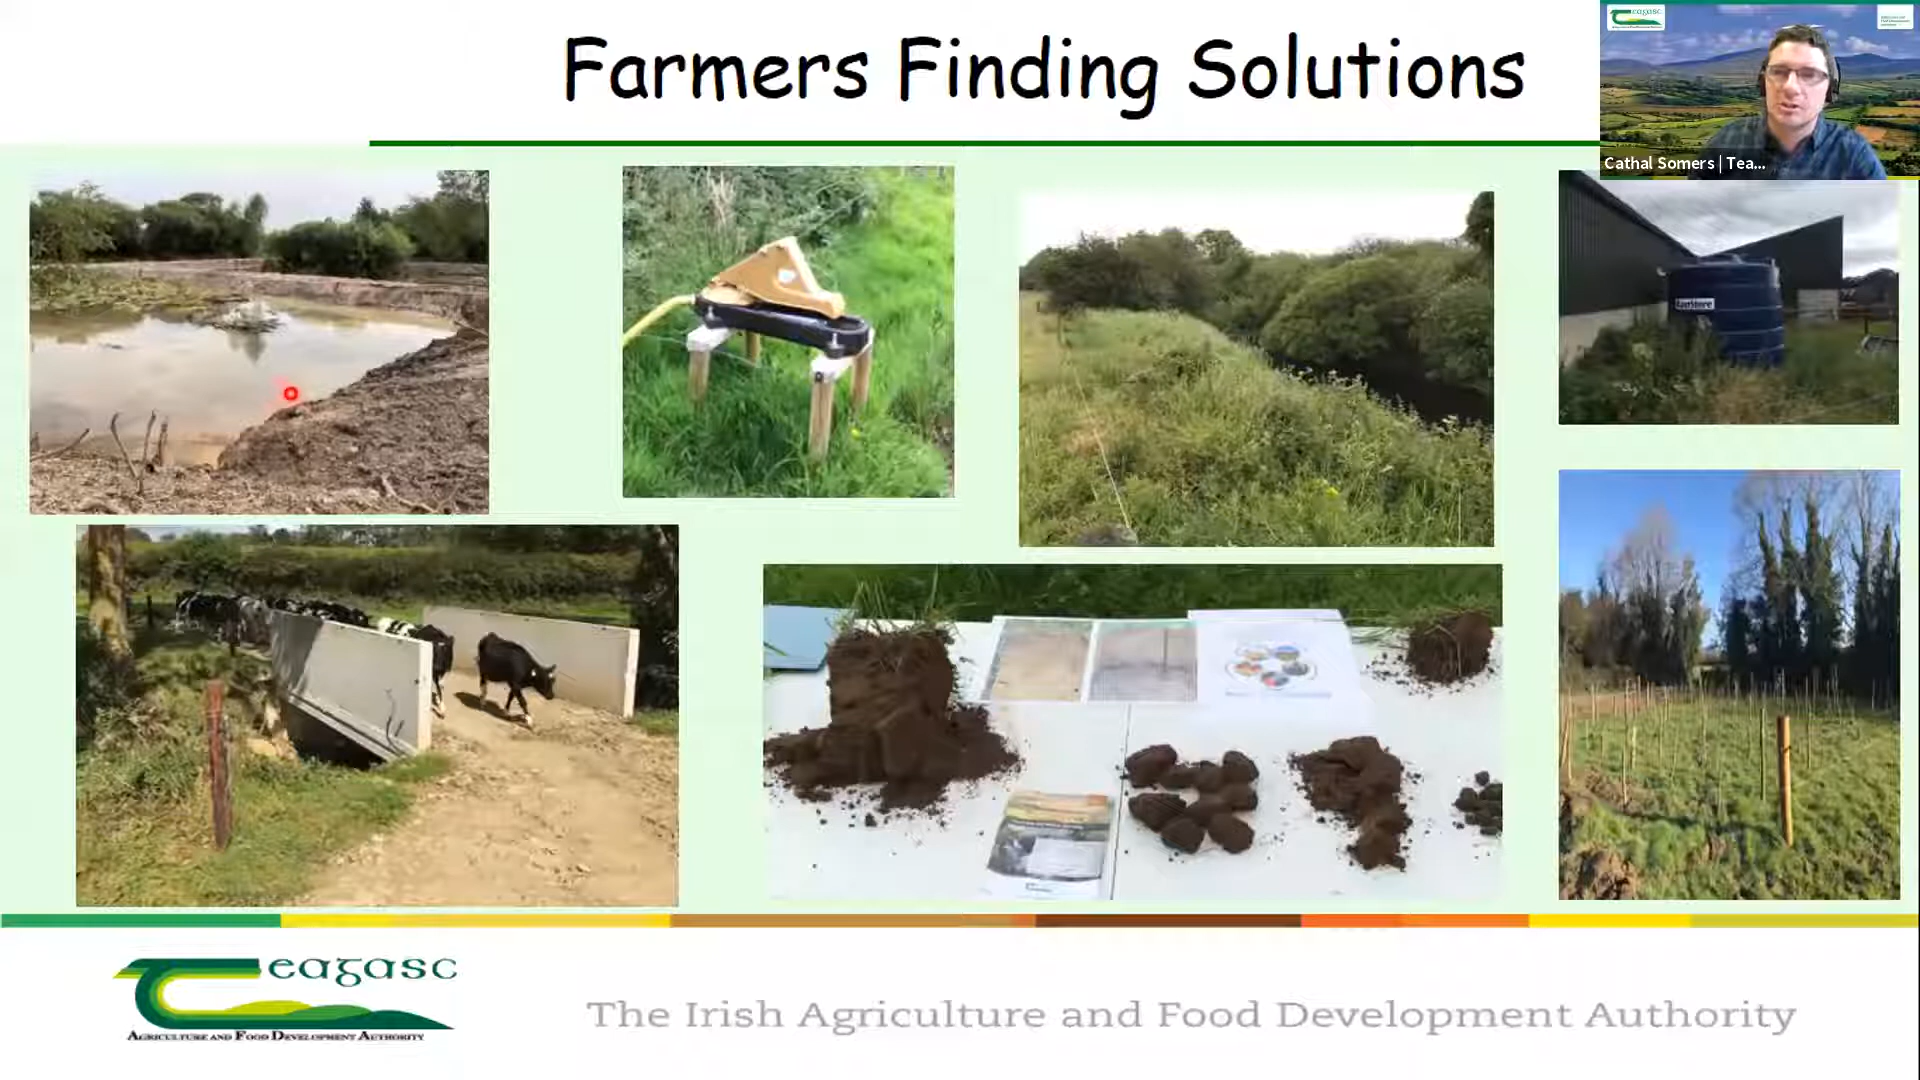 Farmers Finding Solutions
Teagasc
Cathal Somers | Tea...
Teagasc
AGRICULTURE AND FOOD DEVELOPMENT AUTHORITY
The Irish Agriculture and Food Development Authority